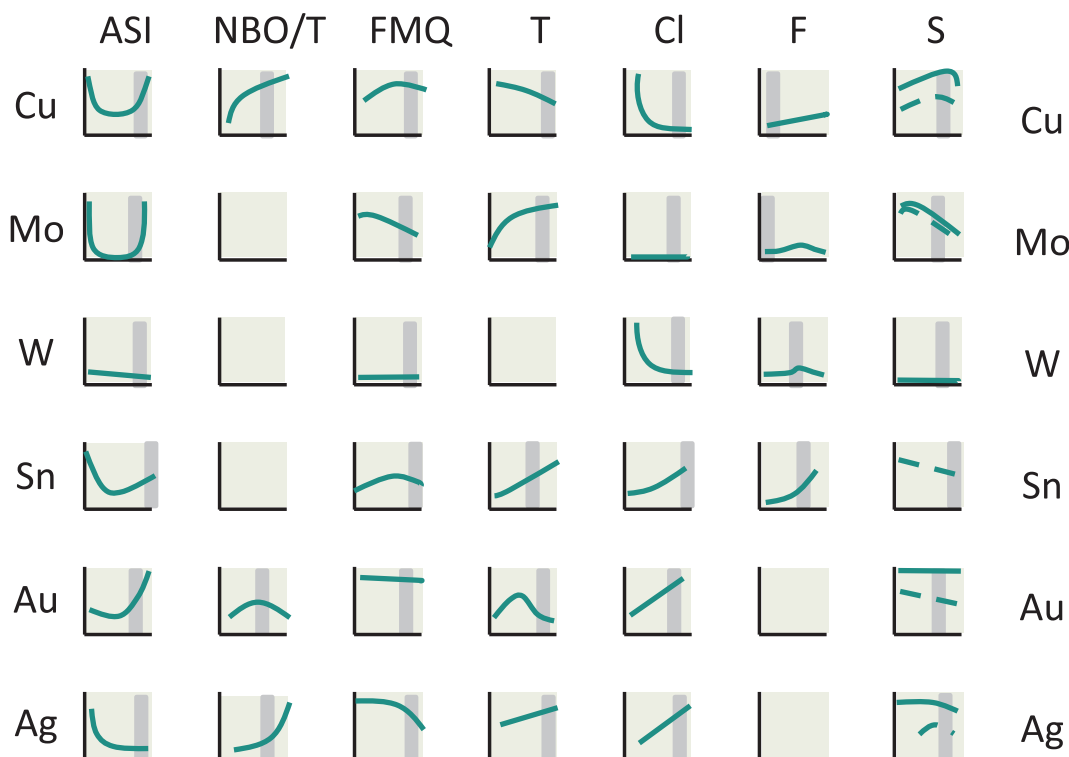 ASI NBO/T FMQ T Cl F S
Cu Cu
Mo Mo
W W
Sn Sn
Au Au
Ag Ag